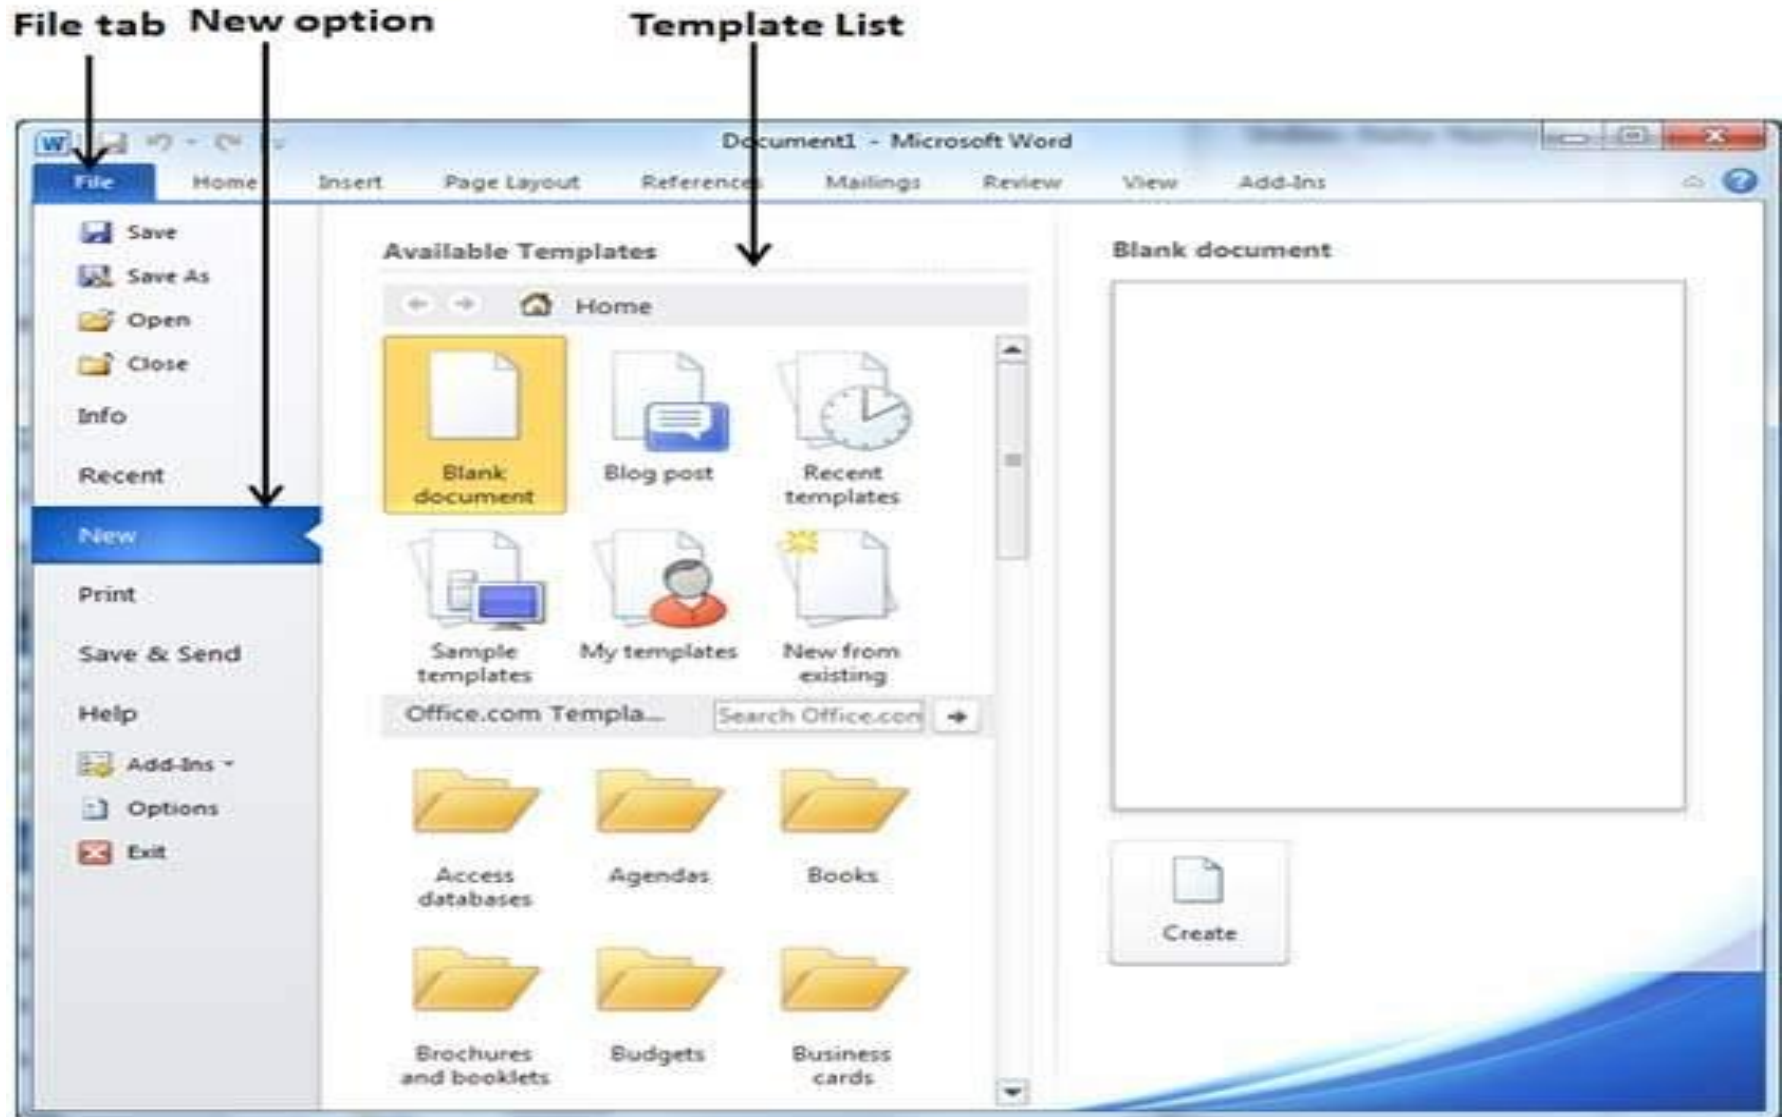 File tab New option Template List
W
Document1 - Microsoft Word
File Home Insert Page Layout References Mailings Review View Add-Ins
Save
Save As
Open
Close
Info
Recent
New
Print
Save & Send
Help
Add-Ins
Options
Exit
Available Templates
Home
Blank
document
Blog post
Recent
templates
Sample
templates
My templates
New from
existing
Office.com Templa... Search Office.con
Access
databases
Agendas
Books
Brochures
and booklets
Budgets
Business
cards
Blank document
Create